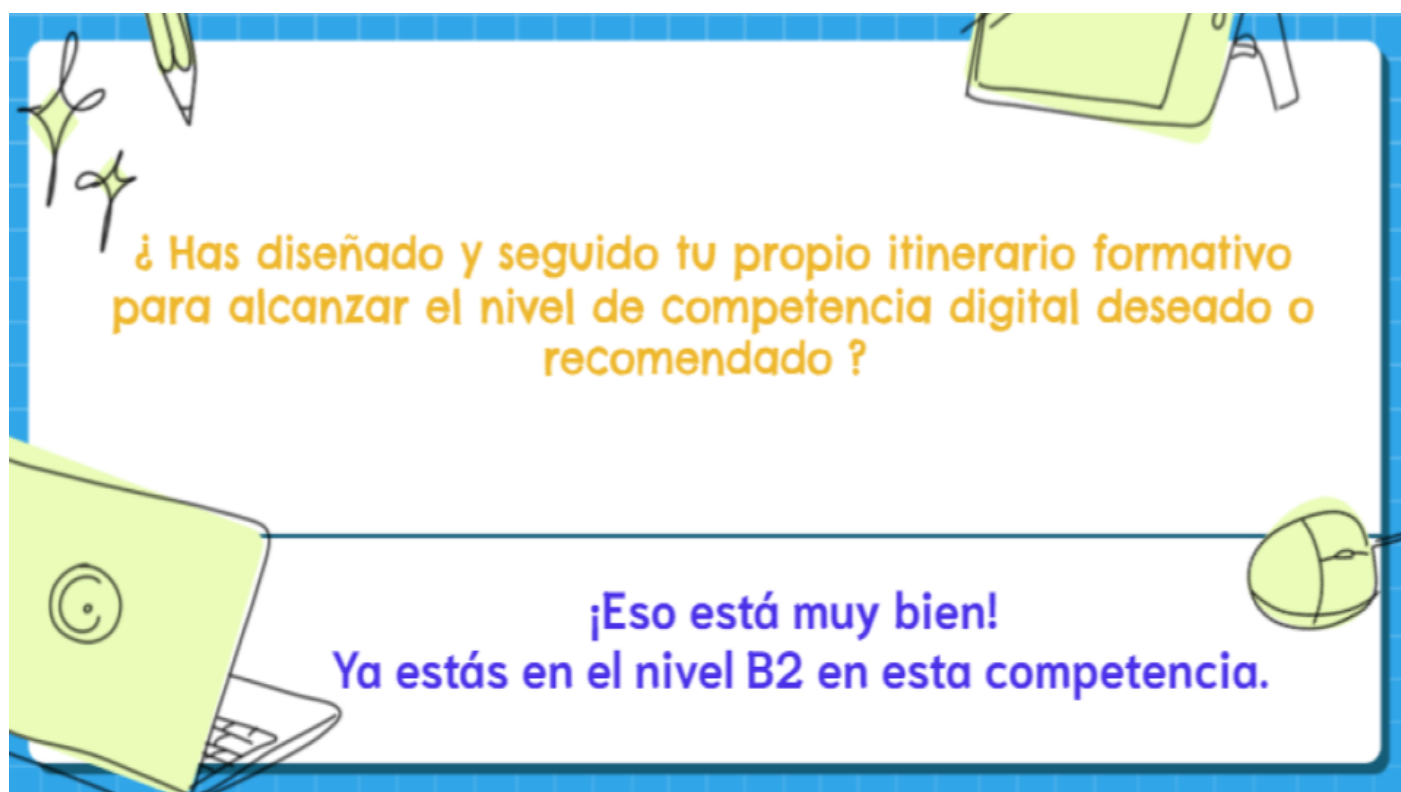 ¿ Has diseñado y seguido tu propio itinerario formativo
para alcanzar el nivel de competencia digital deseado o
recomendado ?
¡Eso está muy bien!
Ya estás en el nivel B2 en esta competencia.